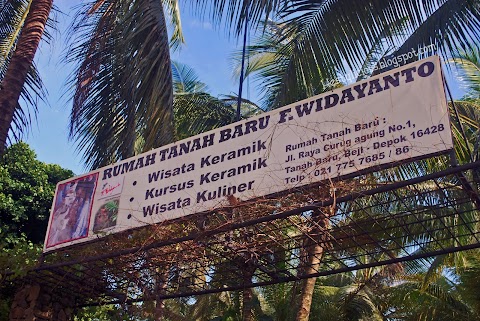 RUMAH TANAH BARU F. WIDAYANTO
• Wisata Keramik
• Kursus Keramik
• Wisata Kuliner
Rumah Tanah Baru :
Jl. Raya Curug agung No.1,
Tanah Baru, Beji - Depok 16428
Telp : 021 775 7685 / 86